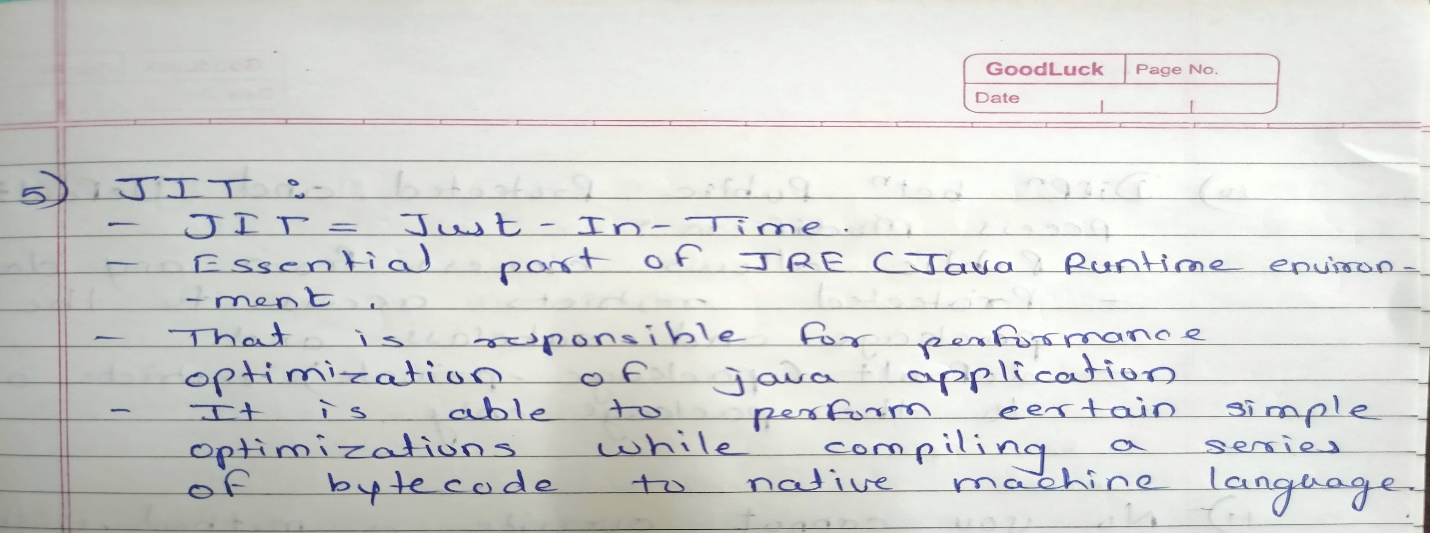 GoodLuck Page No.
Date
5) JIT :-
- JIT = Just - In - Time.
- Essential part of JRE (Java Runtime environ-
-ment.
- That is responsible for performance
optimization of java application
- It is able to perform certain simple
optimizations while compiling a series
of bytecode to native machine language.